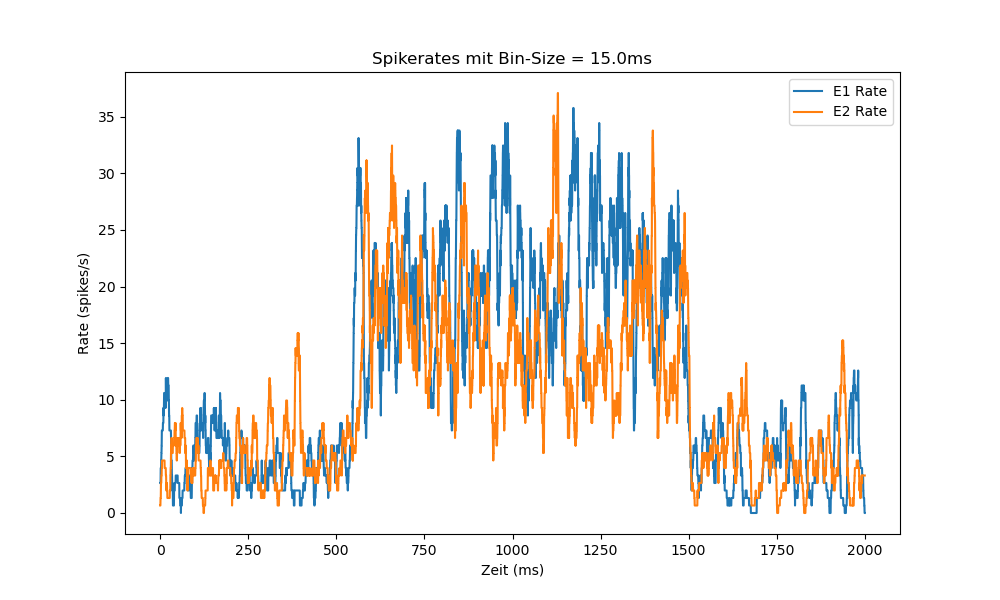 Spikerates mit Bin-Size = 15.0ms
E1 Rate
E2 Rate
35
30
25
20
15
10
5
0
Rate (spikes/s)
0 250 500 750 1000 1250 1500 1750 2000
Zeit (ms)